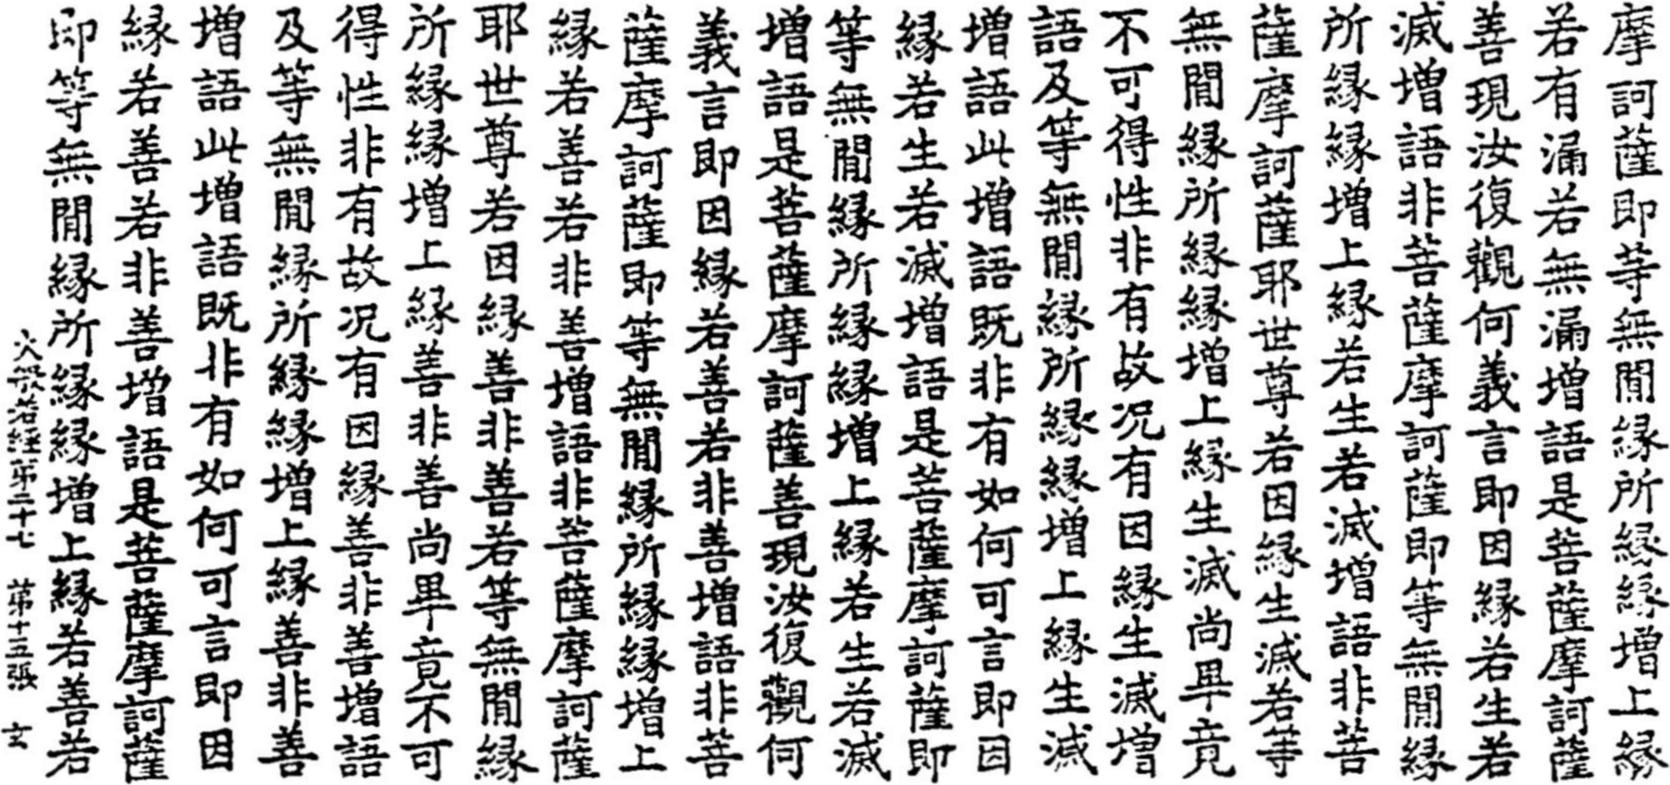 摩訶薩即等無閒縁所縁縁增上縁
若有漏若無漏增語是菩薩摩訶薩
善現汝復觀何義言即因縁若生若
滅增語非菩薩摩訶薩即等無閒縁
所縁縁增上縁若生若滅增語非菩
薩摩訶薩耶世尊若因縁生滅若等
無閒縁所縁縁增上縁生滅尚畢竟
不可得性非有故况有因縁生滅增
語及等無閒縁所縁縁增上縁生滅
增語此增語既非有如何可言即因
縁若生若滅增語是菩薩摩訶薩即
等無閒縁所縁縁增上縁若生若滅
增語是菩薩摩訶薩善現汝復觀何
義言即因縁若善若非善增語非菩
薩摩訶薩即等無閒縁所縁縁增上
縁若善若非善增語非菩薩摩訶薩
耶世尊若因縁善非善若等無閒縁
所縁縁增上縁善非善尚畢竟不可
得性非有故况有因縁善非善增語
及等無閒縁所縁縁增上縁善非善
增語此增語既非有如何可言即因
縁若善若非善增語是菩薩摩訶薩
即等無閒縁所縁縁增上縁若善若
大般若經第二十七 第十五張 玄